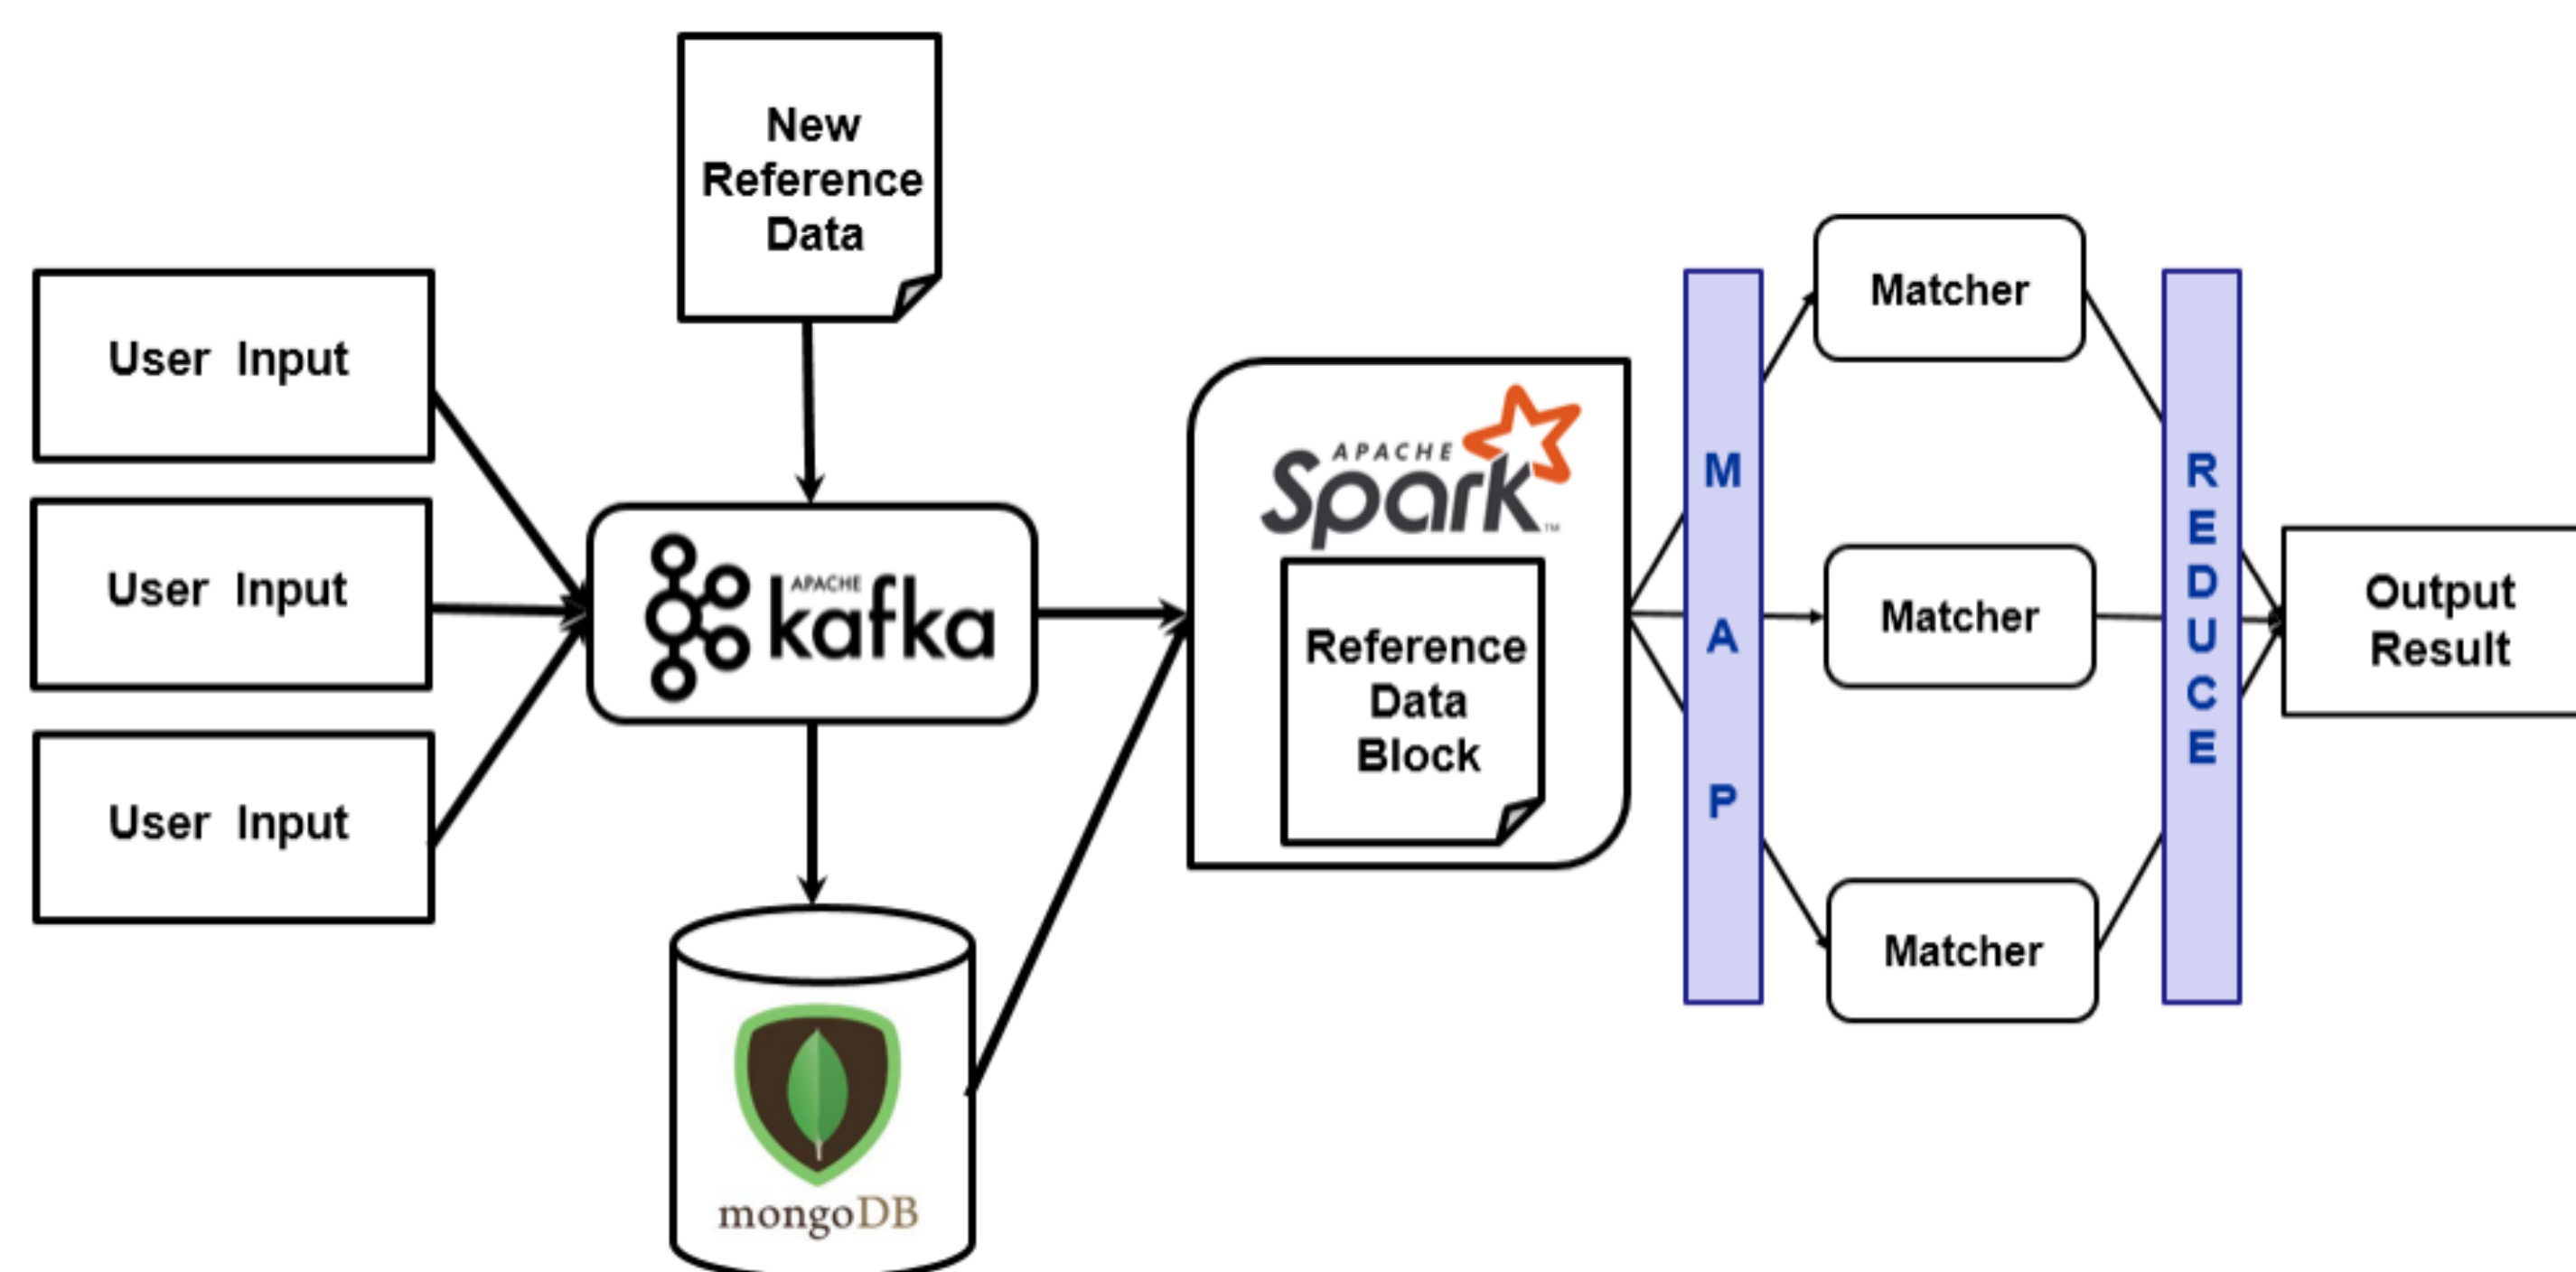 New
Reference
Data
User Input
User Input
User Input
APACHE
kafka
mongoDB
APACHE
Spark
TM
Reference
Data
Block
M
A
P
Matcher
Matcher
Matcher
R
E
D
U
C
E
Output
Result